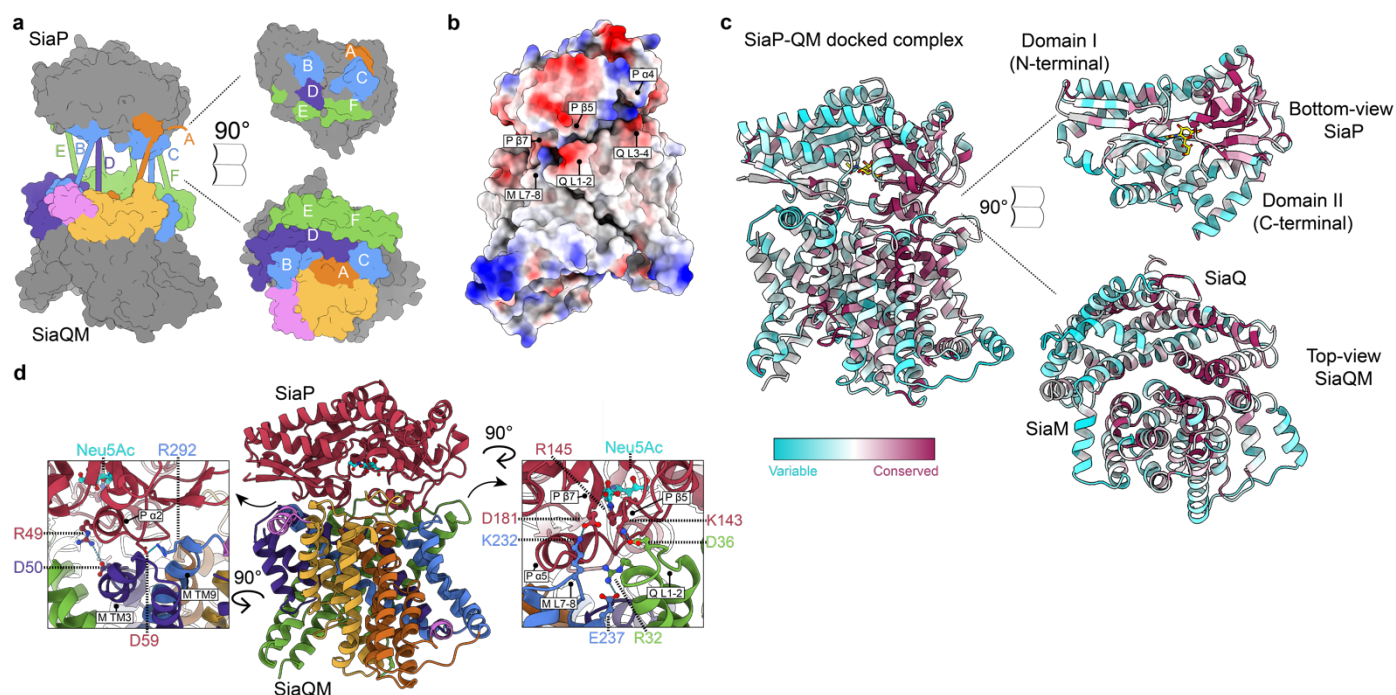 a
SiaP
E
B
D
A
C
F
SiaQM
90°
A
B
C
D
E
F
E
F
D
B
A
C
b
P α4
P β5
P β7
Q L3-4
M L7-8
Q L1-2
c
SiaP-QM docked complex
Domain I
(N-terminal)
Bottom-view
SiaP
Domain II
(C-terminal)
90°
SiaQ
Top-view
SiaQM
SiaM
Variable
Conserved
d
SiaP
Neu5Ac
R292
P α2
R49
D50
M TM3
M TM9
D59
90°
90°
SiaQM
R145
Neu5Ac
P β7
P β5
D181
K143
K232
D36
P α5
M L7-8
Q L1-2
E237
R32